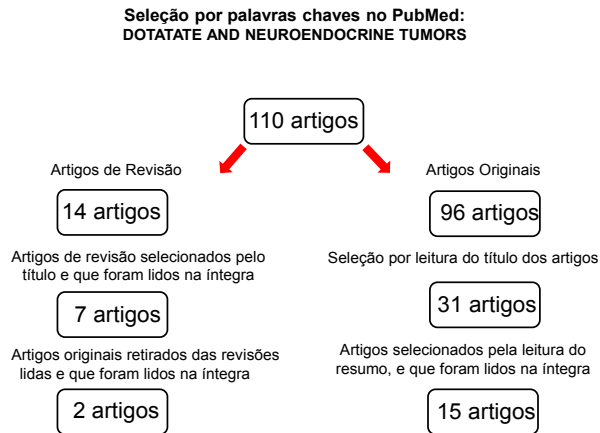 Seleção por palavras chaves no PubMed:
DOTATATE AND NEUROENDOCRINE TUMORS
110 artigos
Artigos de Revisão
14 artigos
Artigos de revisão selecionados pelo
título e que foram lidos na íntegra
7 artigos
Artigos originais retirados das revisões
lidas e que foram lidos na íntegra
2 artigos
Artigos Originais
96 artigos
Seleção por leitura do título dos artigos
31 artigos
Artigos selecionados pela leitura do
resumo, e que foram lidos na íntegra
15 artigos